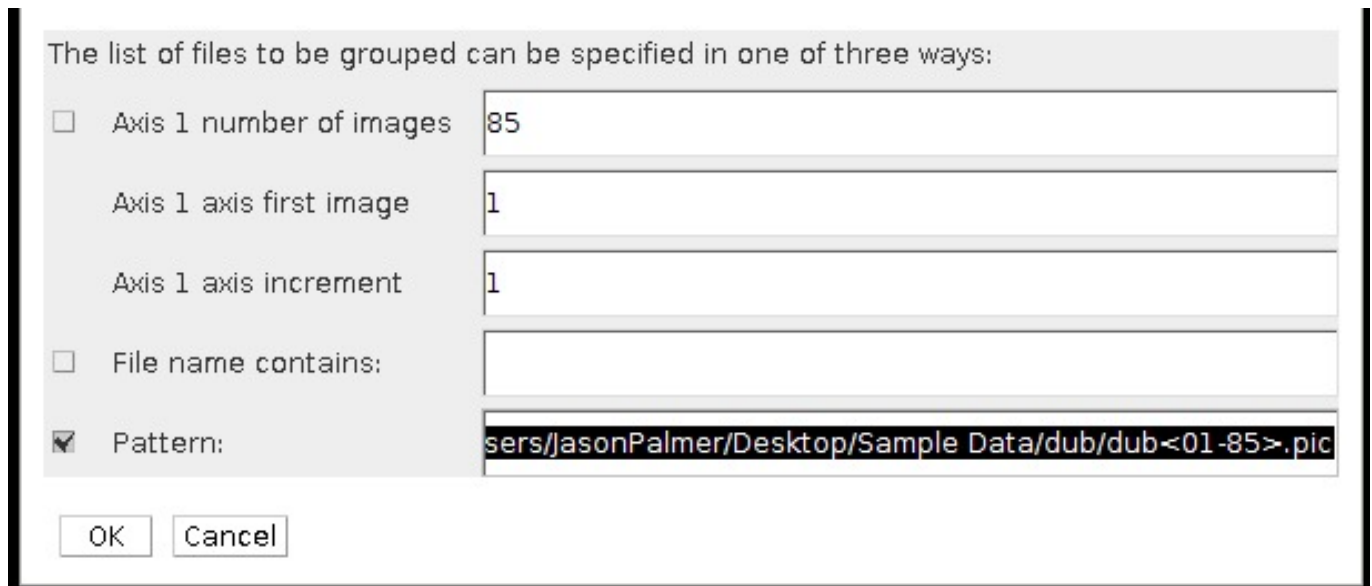 The list of files to be grouped can be specified in one of three ways:
Axis 1 number of images 85
Axis 1 axis first image 1
Axis 1 axis increment 1
File name contains:
Pattern: sers/JasonPalmer/Desktop/Sample Data/dub/dub<01-85>.pic
OK Cancel